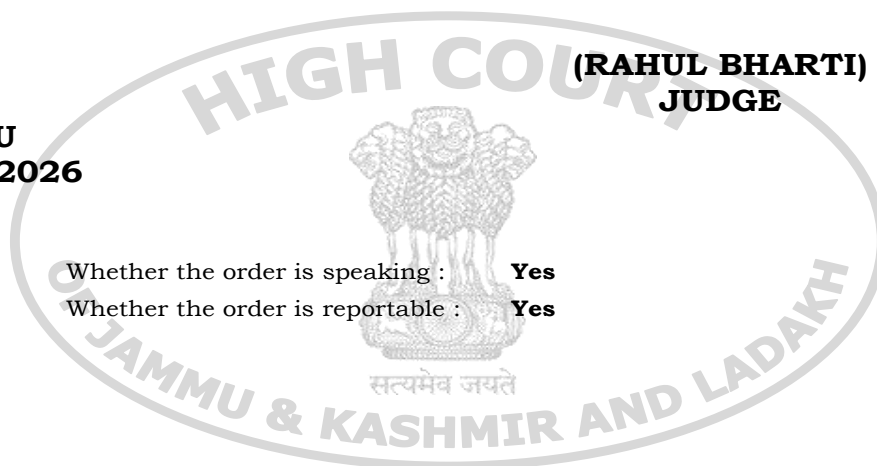 HIGH COURT
(RAHUL BHARTI)
JUDGE
U
2026
Whether the order is speaking : Yes
Whether the order is reportable : Yes
सत्यमेव जयते
OF JAMMU & KASHMIR AND LADAKH